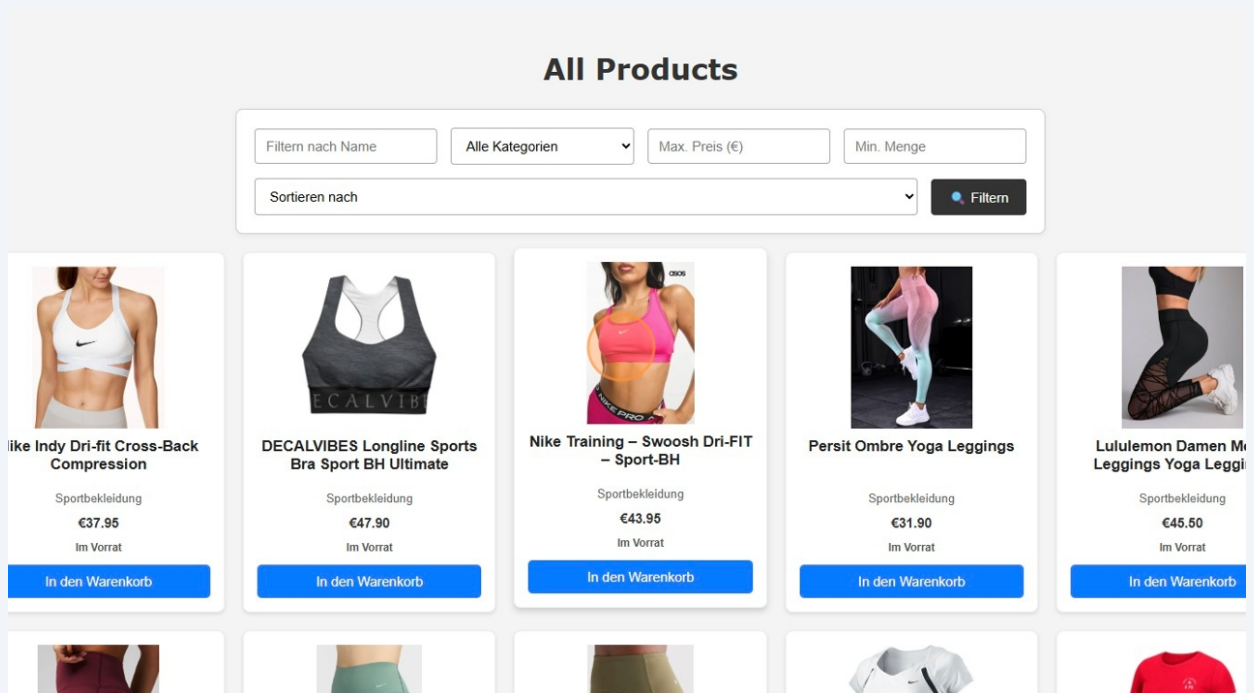 All Products
Filtern nach Name
Alle Kategorien
Max. Preis (€)
Min. Menge
Sortieren nach
Filtern
ike Indy Dri-fit Cross-Back
Compression
Sportbekleidung
€37.95
Im Vorrat
In den Warenkorb
ECALVIB
DECALVIBES Longline Sports
Bra Sport BH Ultimate
Sportbekleidung
€47.90
Im Vorrat
In den Warenkorb
asos
NIKE PRO
Nike Training – Swoosh Dri-FIT
– Sport-BH
Sportbekleidung
€43.95
Im Vorrat
In den Warenkorb
Persit Ombre Yoga Leggings
Sportbekleidung
€31.90
Im Vorrat
In den Warenkorb
Lululemon Damen
Leggings Yoga Leggi
Sportbekleidung
€45.50
Im Vorrat
In den Warenkorb